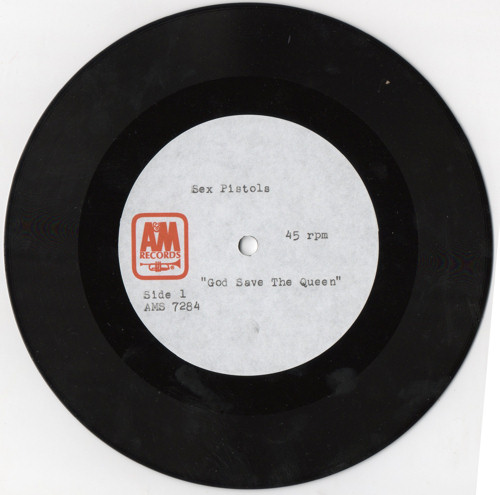 Sex Pistols
45 rpm
A&M
RECORDS
"God Save The Queen"
Side 1
AMS 7284